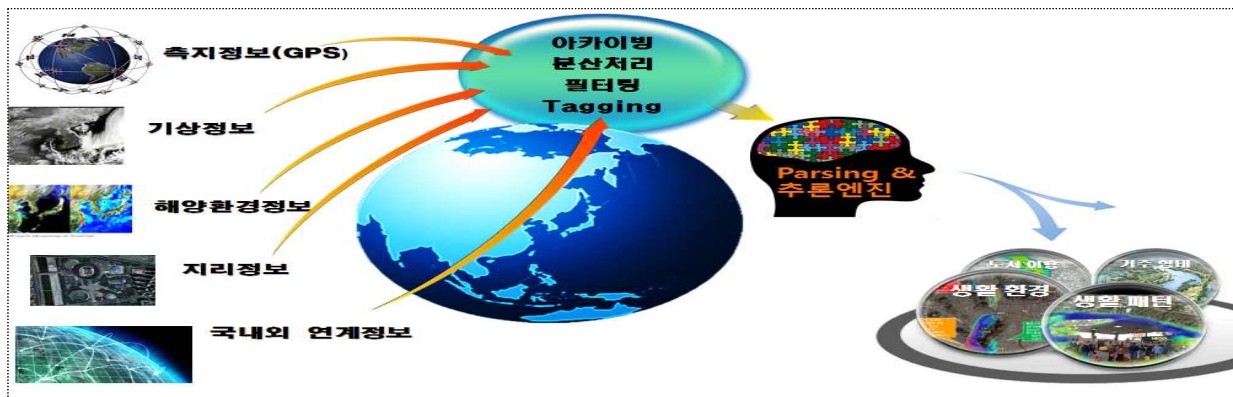 측지정보(GPS)
기상정보
해양환경정보
지리정보
국내외 연계정보
아카이빙
분산처리
필터링
Tagging
Parsing &
추론엔진
도시 이용
거주 형태
생활 환경
생활 패턴